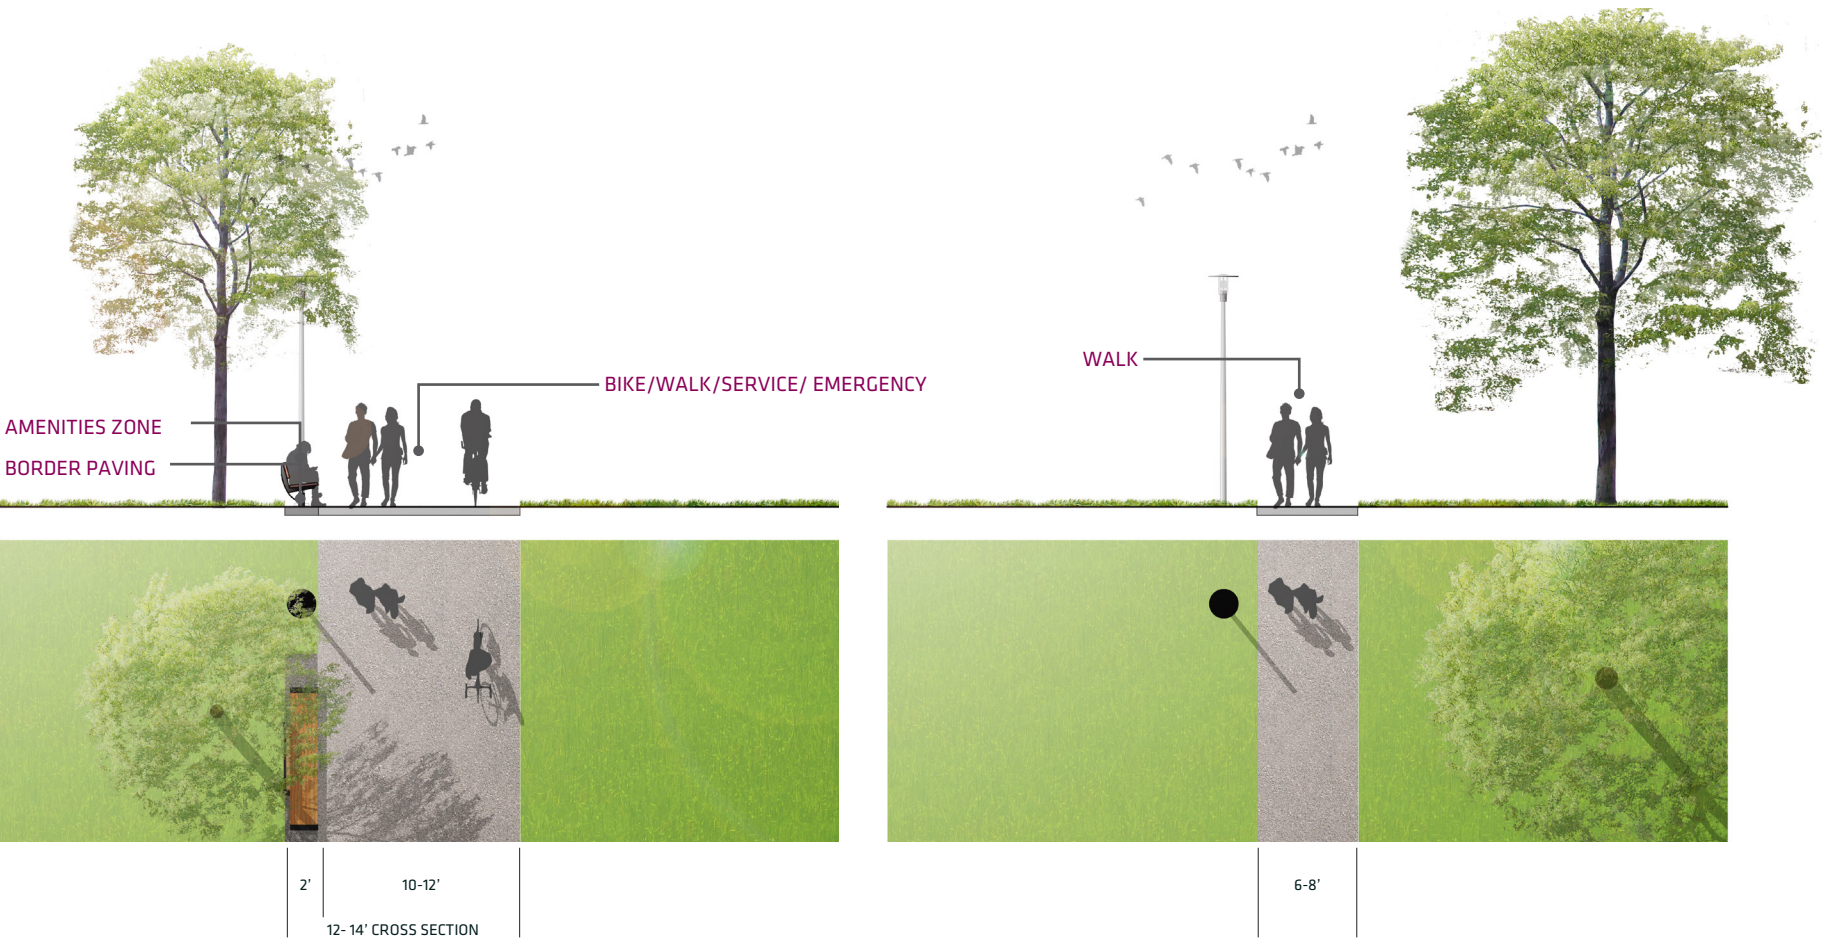 WALK
BIKE/WALK/SERVICE/ EMERGENCY
AMENITIES ZONE
BORDER PAVING
2’
10-12’
6-8’
12- 14’ CROSS SECTION